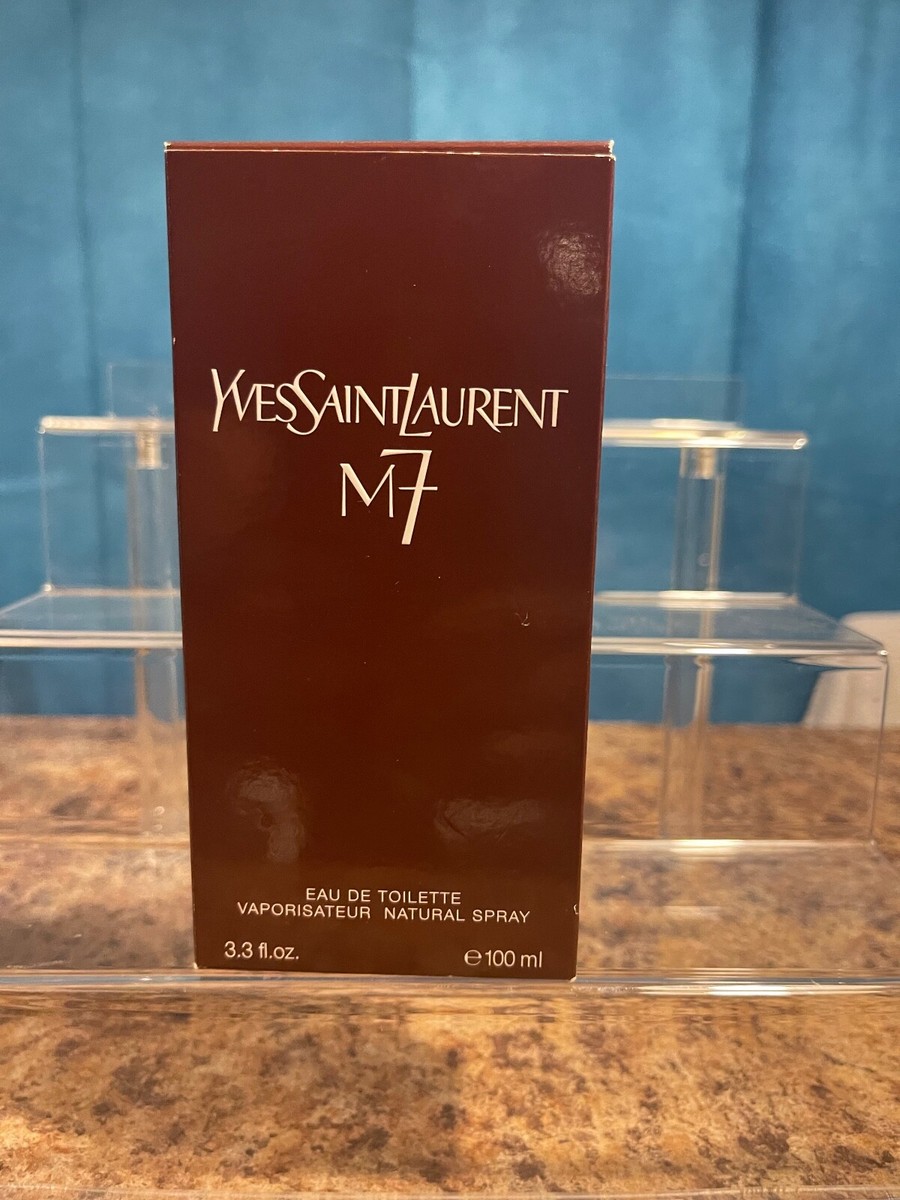 YVESSAINTLAURENT
M7
EAU DE TOILETTE
VAPORISATEUR NATURAL SPRAY
3.3 fl.oz. ℮100 ml